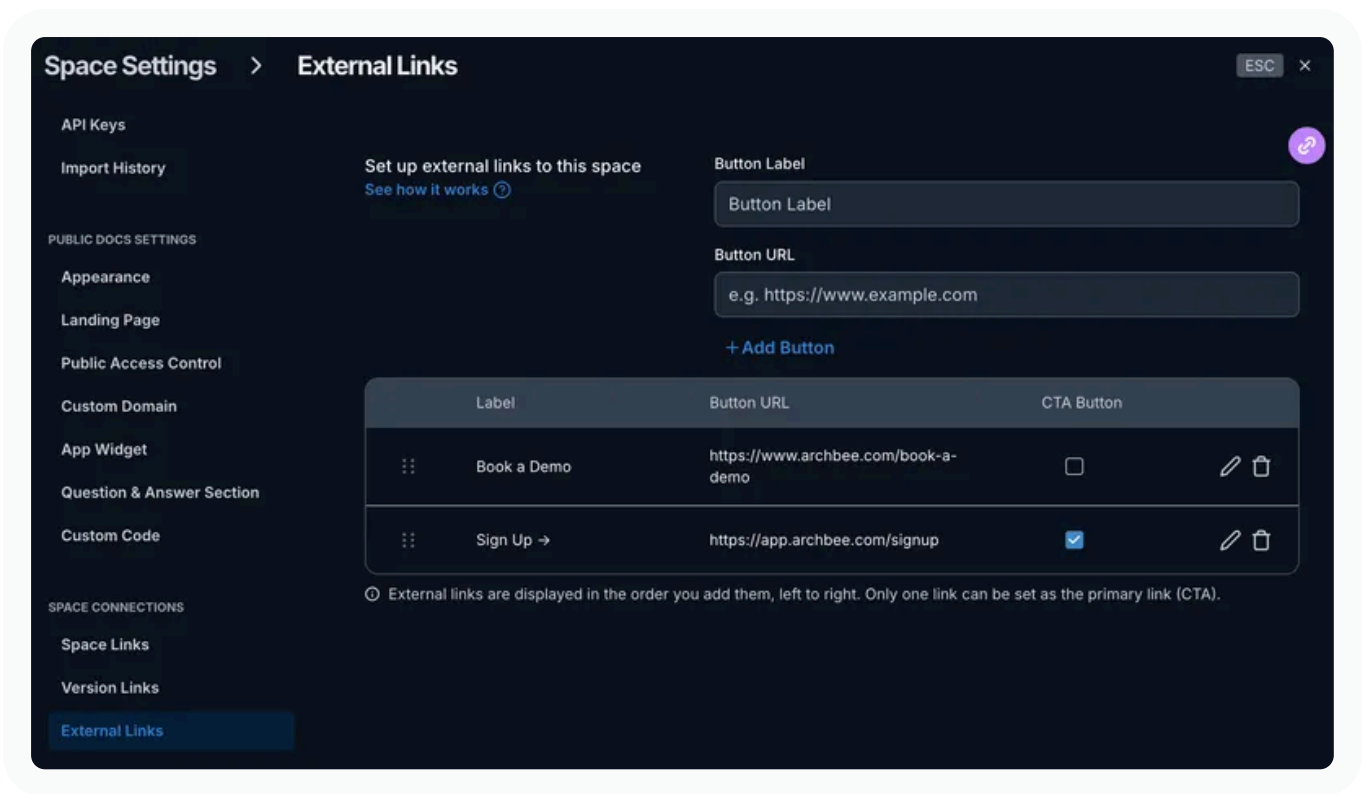 Space Settings > External Links ESC ×
API Keys
Import History
PUBLIC DOCS SETTINGS
Appearance
Landing Page
Public Access Control
Custom Domain
App Widget
Question & Answer Section
Custom Code
SPACE CONNECTIONS
Space Links
Version Links
External Links
Set up external links to this space
See how it works
Button Label
Button Label
Button URL
e.g. https://www.example.com
+ Add Button
Label Button URL CTA Button
Book a Demo https://www.archbee.com/book-a-
demo
Sign Up → https://app.archbee.com/signup
External links are displayed in the order you add them, left to right. Only one link can be set as the primary link (CTA).